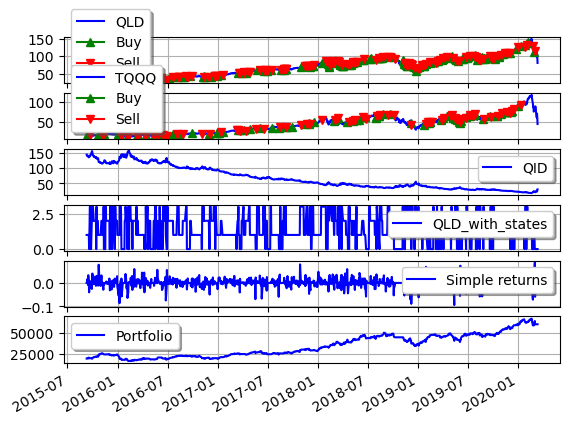 QLD
Buy
Sell
150
100
50
TQQQ
Buy
Sell
100
50
150
100
50
QID
2.5
0.0
QLD_with_states
0.0
−0.1
Simple returns
50000
25000
Portfolio
2015-07
2016-01
2016-07
2017-01
2017-07
2018-01
2018-07
2019-01
2019-07
2020-01